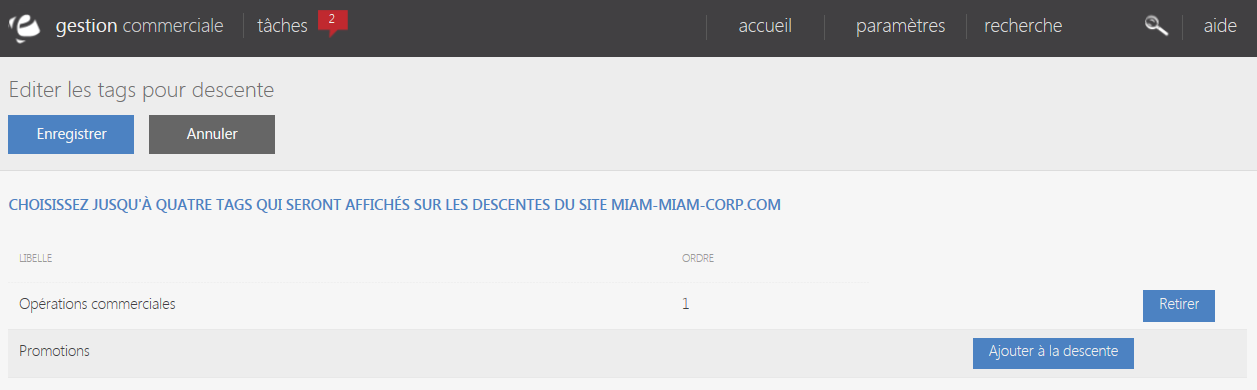 gestion commerciale tâches 2 accueil paramètres recherche aide
Editer les tags pour descente
Enregistrer Annuler
CHOISISSEZ JUSQU'À QUATRE TAGS QUI SERONT AFFICHÉS SUR LES DESCENTES DU SITE MIAM-MIAM-CORP.COM
LIBELLE ORDRE
Opérations commerciales 1 Retirer
Promotions Ajouter à la descente